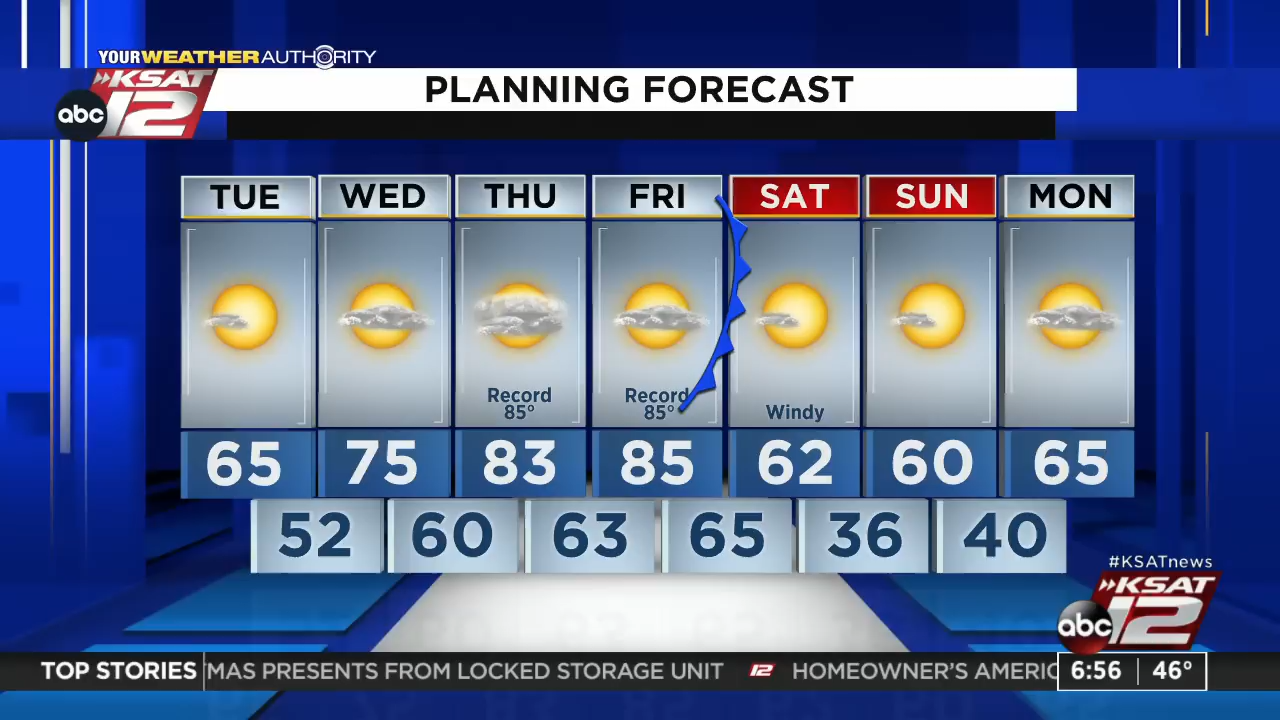 YOURWEATHERAUTHORITY
KSAT
abc 12
PLANNING FORECAST
TUE WED THU FRI SAT SUN MON
Record 85°
Record 85°
Windy
65 75 83 85 62 60 65
52 60 63 65 36 40
#KSATnews
KSAT
abc 12
TOP STORIES MAS PRESENTS FROM LOCKED STORAGE UNIT 12 HOMEOWNER'S AMERIC 6:56 46°